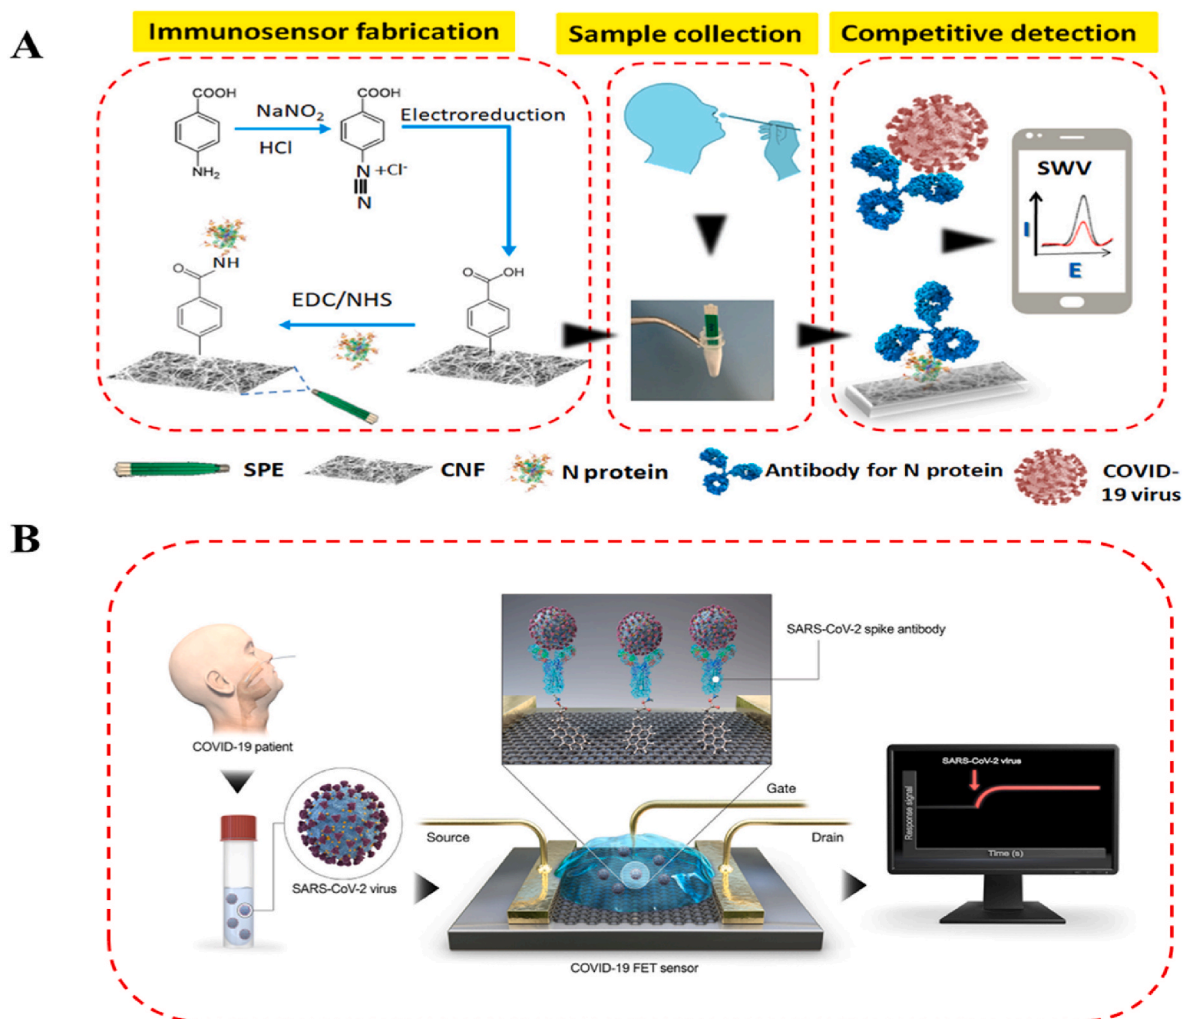 A
Immunosensor fabrication
Sample collection
Competitive detection
COOH
NaNO₂
HCl
NH₂
COOH
N +Cl⁻
N
Electroreduction
SWV
I
E
NH
O
O
OH
EDC/NHS
SPE
CNF
N protein
Antibody for N protein
COVID-
19 virus
B
SARS-CoV-2 spike antibody
COVID-19 patient
SARS-CoV-2 virus
Source
Gate
Drain
COVID-19 FET sensor
SARS-CoV-2 virus
Response signal
Time (s)